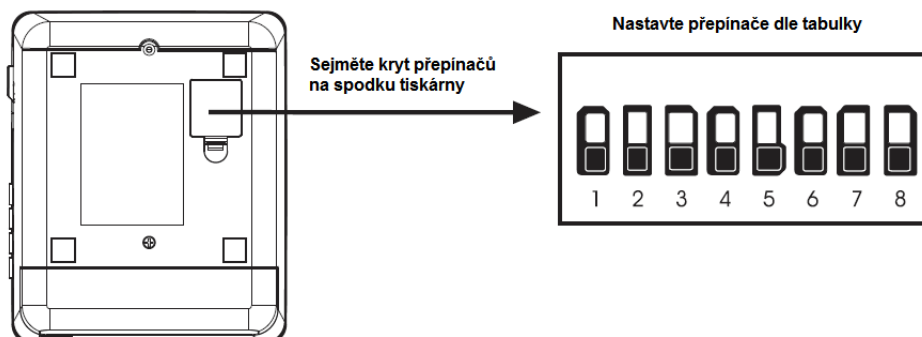 Nastavte přepínače dle tabulky
Sejměte kryt přepínačů
na spodku tiskárny
1 2 3 4 5 6 7 8